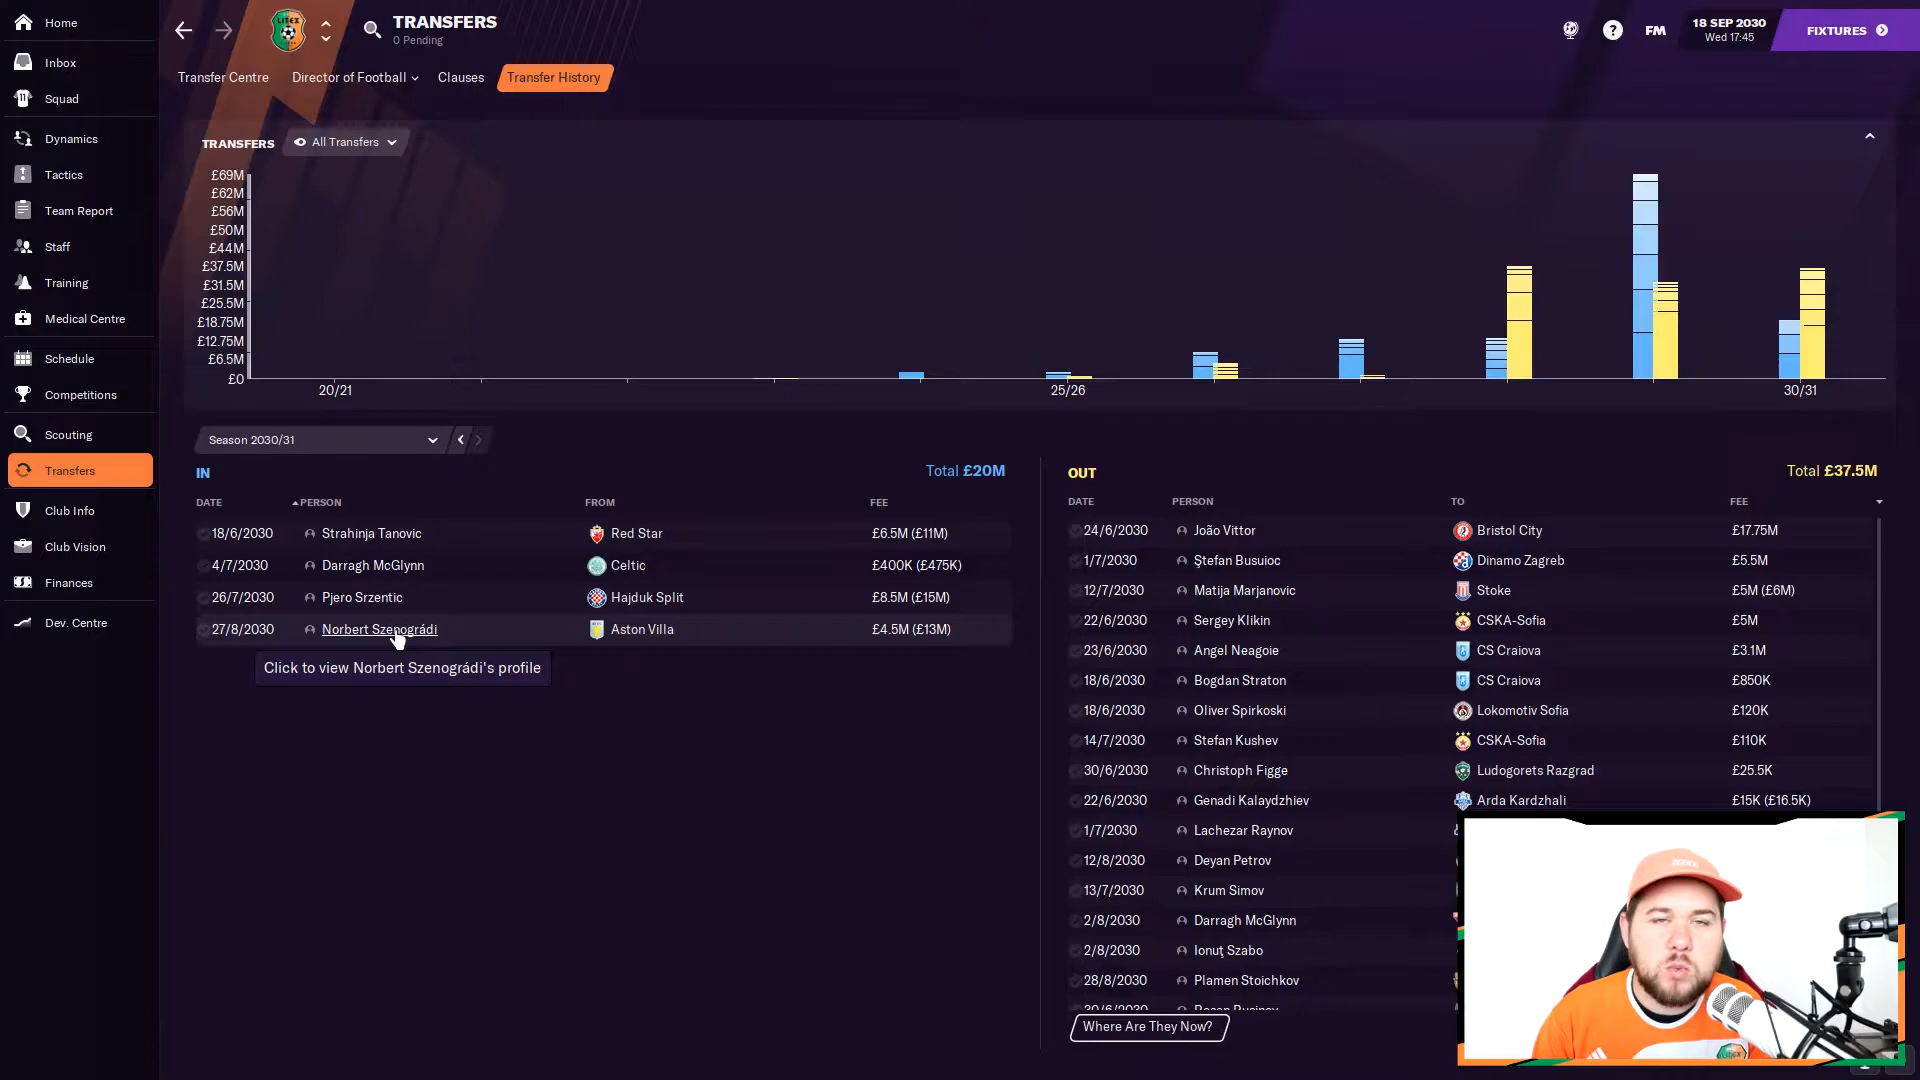 Home
Inbox
Squad
Dynamics
Tactics
Team Report
Staff
Training
Medical Centre
Schedule
Competitions
Scouting
Transfers
Club Info
Club Vision
Finances
Dev. Centre
LITEX
TRANSFERS
0 Pending
FM
18 SEP 2030
Wed 17:45
FIXTURES
Transfer Centre
Director of Football
Clauses
Transfer History
TRANSFERS
All Transfers
£69M
£62M
£56M
£50M
£44M
£37.5M
£31.5M
£25.5M
£18.75M
£12.75M
£6.5M
£0
20/21
25/26
30/31
Season 2030/31
IN
Total £20M
DATE PERSON FROM FEE
18/6/2030 Strahinja Tanovic Red Star £6.5M (£11M)
4/7/2030 Darragh McGlynn Celtic £400K (£475K)
26/7/2030 Pjero Srzentic Hajduk Split £8.5M (£15M)
27/8/2030 Norbert Szenográdi Aston Villa £4.5M (£13M)
Click to view Norbert Szenográdi's profile
OUT
Total £37.5M
DATE PERSON TO FEE
24/6/2030 João Vittor Bristol City £17.75M
1/7/2030 Ștefan Busuioc Dinamo Zagreb £5.5M
12/7/2030 Matija Marjanovic Stoke £5M (£6M)
22/6/2030 Sergey Klikin CSKA-Sofia £5M
23/6/2030 Angel Neagoie CS Craiova £3.1M
18/6/2030 Bogdan Straton CS Craiova £850K
18/6/2030 Oliver Spirkoski Lokomotiv Sofia £120K
14/7/2030 Stefan Kushev CSKA-Sofia £110K
30/6/2030 Christoph Figge Ludogorets Razgrad £25.5K
22/6/2030 Genadi Kalaydzhiev Arda Kardzhali £15K (£16.5K)
1/7/2030 Lachezar Raynov
12/8/2030 Deyan Petrov
13/7/2030 Krum Simov
2/8/2030 Darragh McGlynn
2/8/2030 Ionuț Szabo
28/8/2030 Plamen Stoichkov
Where Are They Now?